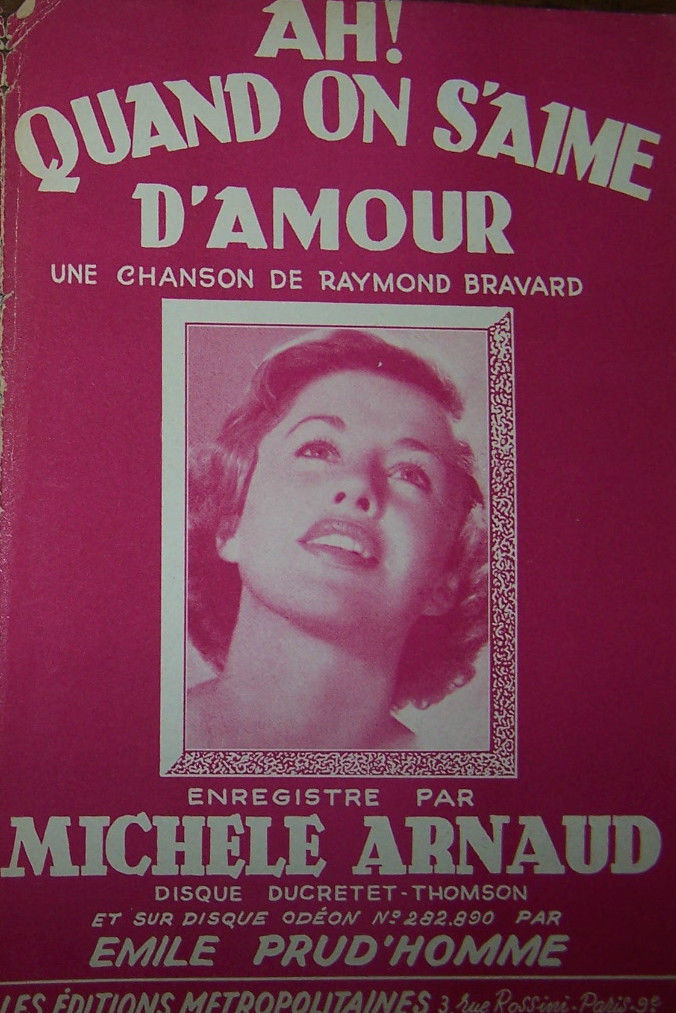 AH!
QUAND ON S'AIME
D'AMOUR
UNE CHANSON DE RAYMOND BRAVARD
ENREGISTRE PAR
MICHELE ARNAUD
DISQUE DUCRETET-THOMSON
ET SUR DISQUE ODÉON Nº 282.890 PAR
EMILE PRUD'HOMME
LES ÉDITIONS METROPOLITAINES 3 rue Rossini-Paris-9e